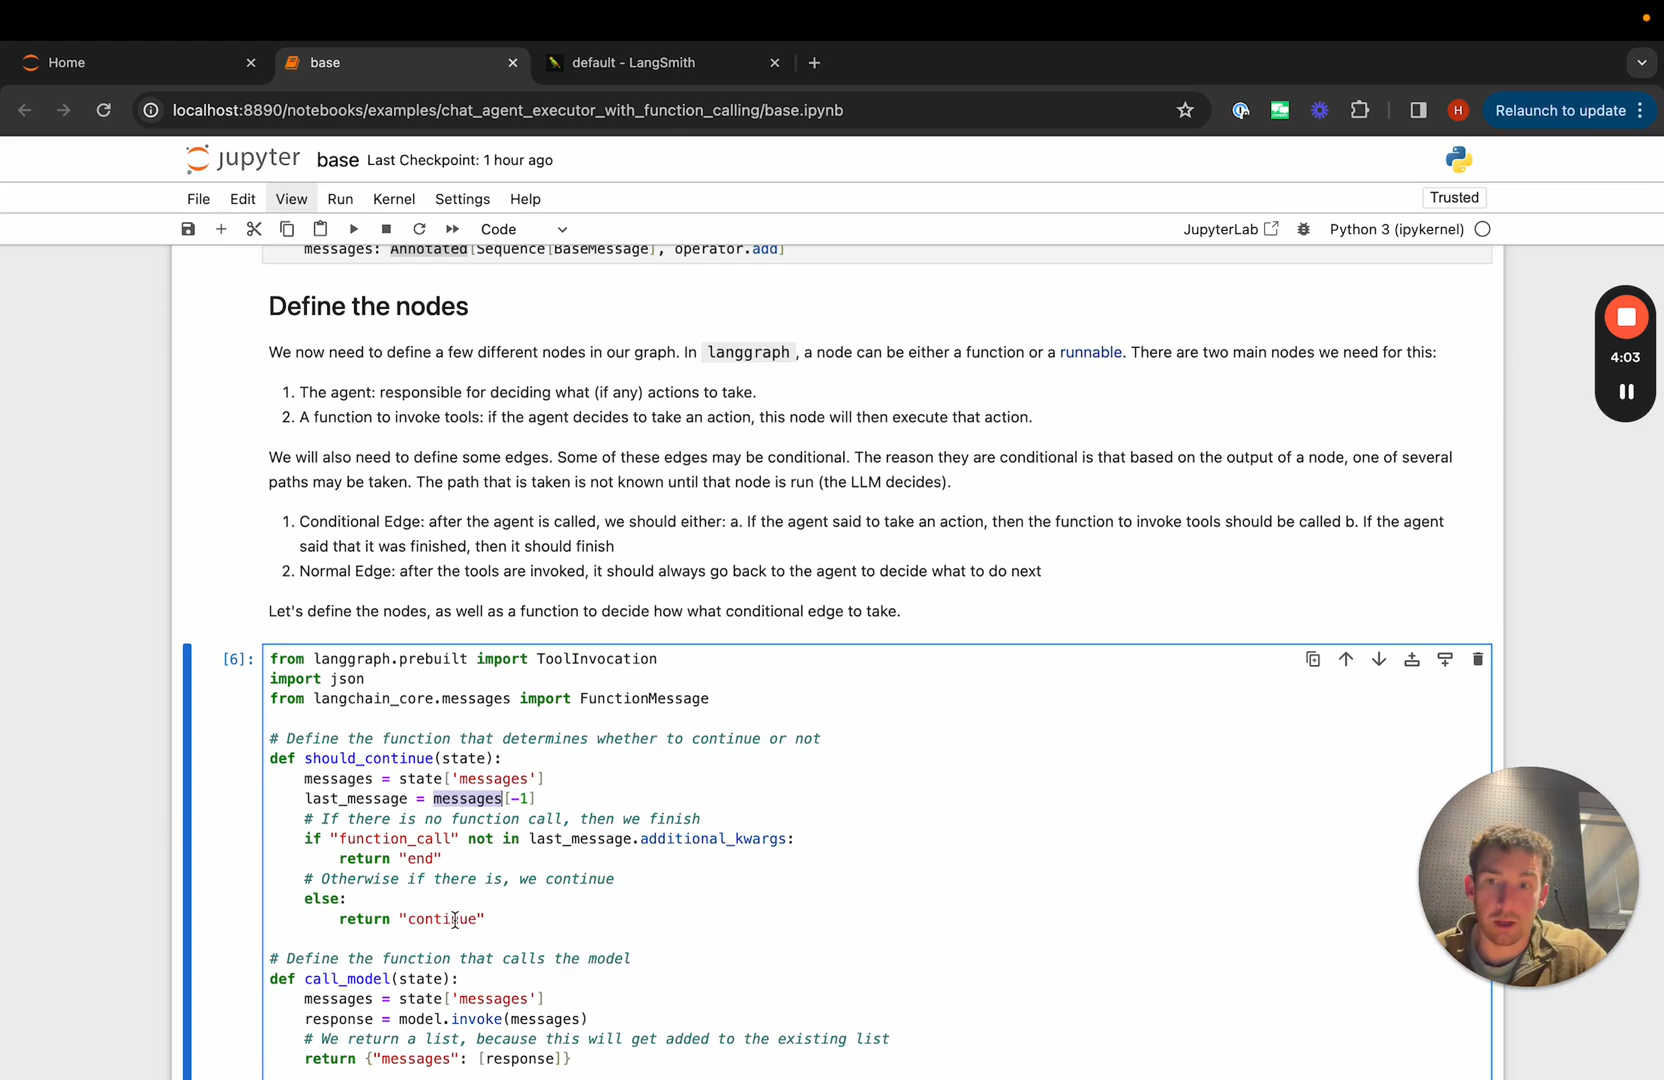 Home
base
default - LangSmith
localhost:8890/notebooks/examples/chat_agent_executor_with_function_calling/base.ipynb
H
Relaunch to update
jupyter base Last Checkpoint: 1 hour ago
File Edit View Run Kernel Settings Help
Trusted
Code
JupyterLab
Python 3 (ipykernel)
messages: Annotated[Sequence[BaseMessage], operator.add]
Define the nodes
We now need to define a few different nodes in our graph. In langgraph , a node can be either a function or a runnable. There are two main nodes we need for this:
1. The agent: responsible for deciding what (if any) actions to take.
2. A function to invoke tools: if the agent decides to take an action, this node will then execute that action.
We will also need to define some edges. Some of these edges may be conditional. The reason they are conditional is that based on the output of a node, one of several
paths may be taken. The path that is taken is not known until that node is run (the LLM decides).
1. Conditional Edge: after the agent is called, we should either: a. If the agent said to take an action, then the function to invoke tools should be called b. If the agent
said that it was finished, then it should finish
2. Normal Edge: after the tools are invoked, it should always go back to the agent to decide what to do next
Let's define the nodes, as well as a function to decide how what conditional edge to take.
[6]:
from langgraph.prebuilt import ToolInvocation
import json
from langchain_core.messages import FunctionMessage
# Define the function that determines whether to continue or not
def should_continue(state):
messages = state['messages']
last_message = messages[-1]
# If there is no function call, then we finish
if "function_call" not in last_message.additional_kwargs:
return "end"
# Otherwise if there is, we continue
else:
return "continue"
# Define the function that calls the model
def call_model(state):
messages = state['messages']
response = model.invoke(messages)
# We return a list, because this will get added to the existing list
return {"messages": [response]}
4:03